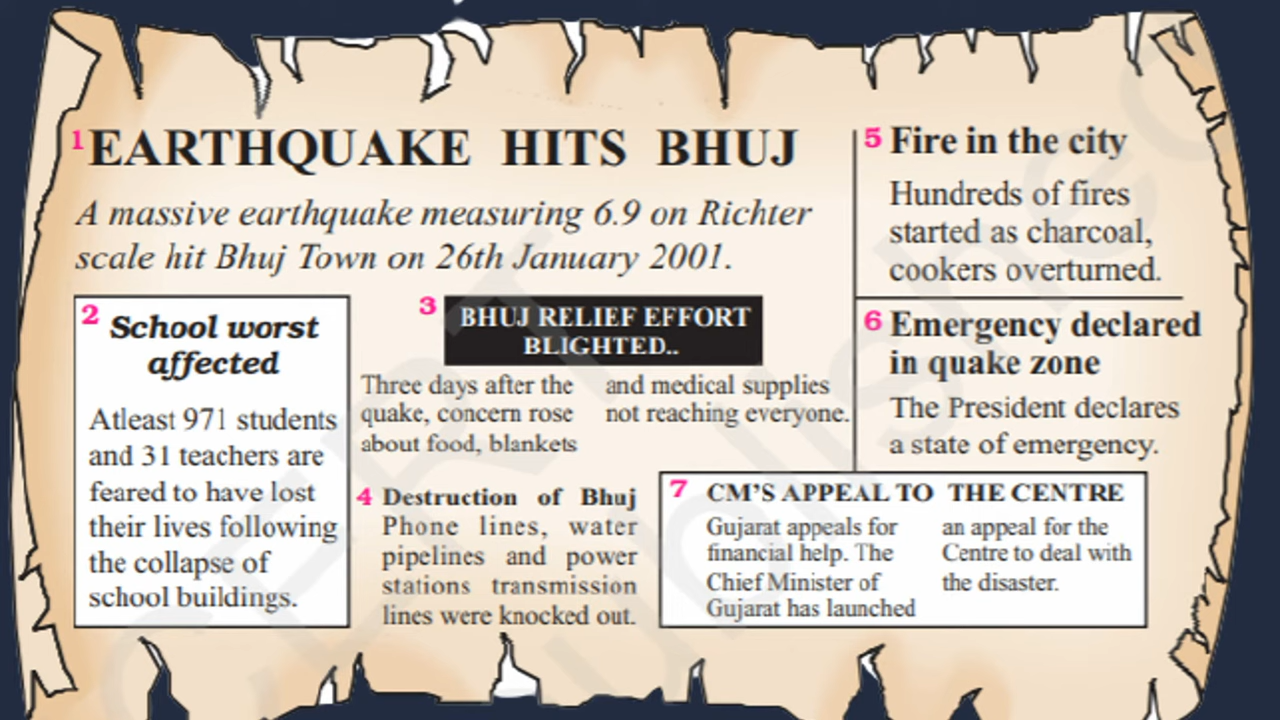 1 EARTHQUAKE HITS BHUJ
A massive earthquake measuring 6.9 on Richter
scale hit Bhuj Town on 26th January 2001.
2 School worst
affected
Atleast 971 students
and 31 teachers are
feared to have lost
their lives following
the collapse of
school buildings.
3 BHUJ RELIEF EFFORT
BLIGHTED..
Three days after the
quake, concern rose
about food, blankets
and medical supplies
not reaching everyone.
4 Destruction of Bhuj
Phone lines, water
pipelines and power
stations transmission
lines were knocked out.
5 Fire in the city
Hundreds of fires
started as charcoal,
cookers overturned.
6 Emergency declared
in quake zone
The President declares
a state of emergency.
7 CM'S APPEAL TO THE CENTRE
Gujarat appeals for
financial help. The
Chief Minister of
Gujarat has launched
an appeal for the
Centre to deal with
the disaster.